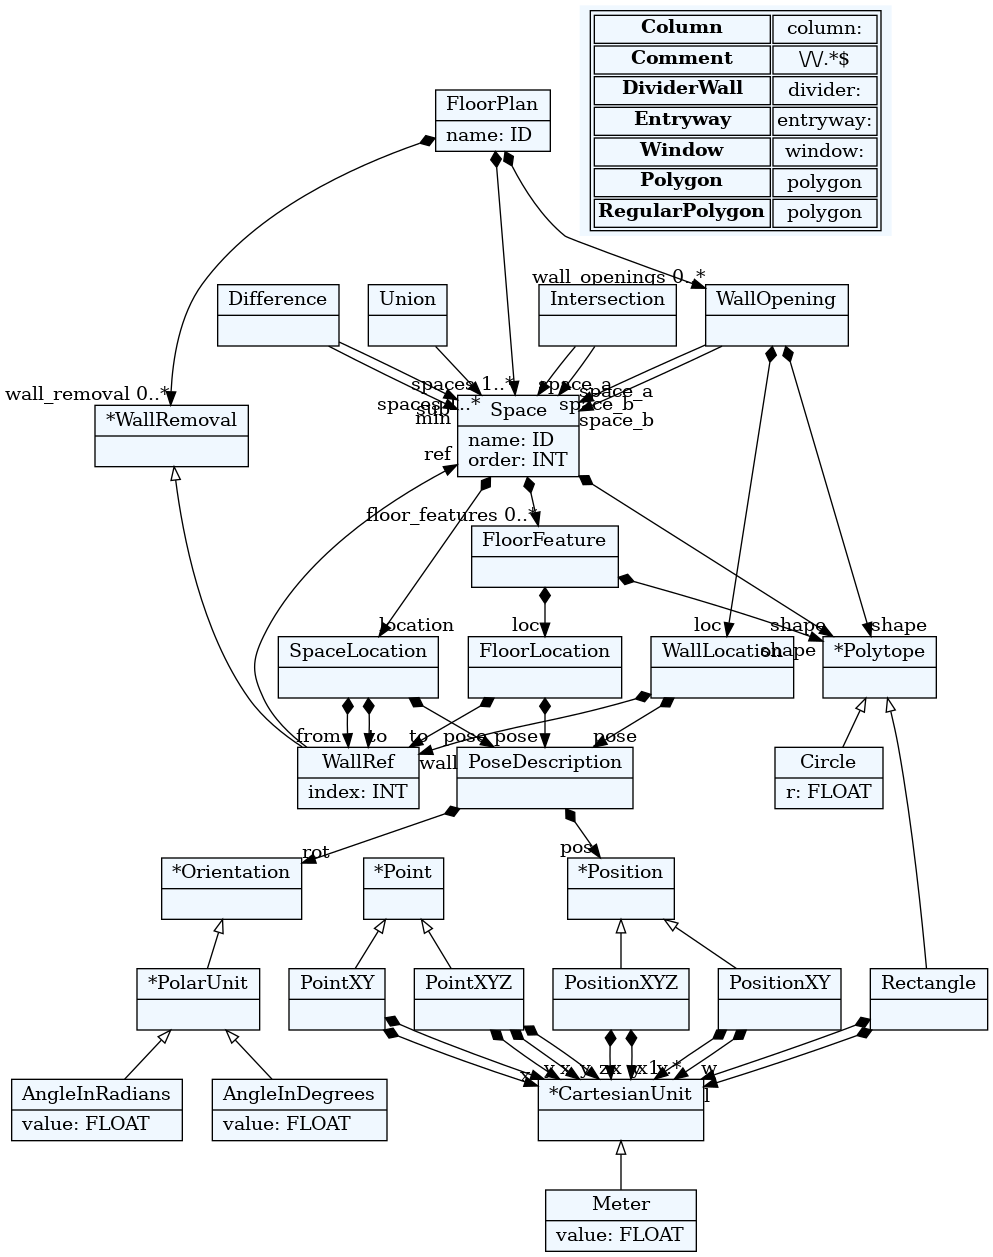 Column column:
Comment \/\/.*$
DividerWall divider:
Entryway entryway:
Window window:
Polygon polygon
RegularPolygon polygon
FloorPlan
name: ID
wall_openings 0..*
Difference
Union
Intersection
WallOpening
wall_removal 0..*
*WallRemoval
spaces 1..*
space_a
space_a
sub
space_b
min
space_b
Space
name: ID
order: INT
ref
floor_features 0..*
FloorFeature
location
loc
loc
shape
shape
shape
SpaceLocation
FloorLocation
WallLocation
*Polytope
from
to
to
pose
pose
pose
wall
WallRef
index: INT
PoseDescription
Circle
r: FLOAT
rot
pos
*Orientation
*Point
*Position
*PolarUnit
PointXY
PointXYZ
PositionXYZ
PositionXY
Rectangle
x
y
x
y
z
x
w
l
AngleInRadians
value: FLOAT
AngleInDegrees
value: FLOAT
*CartesianUnit
Meter
value: FLOAT